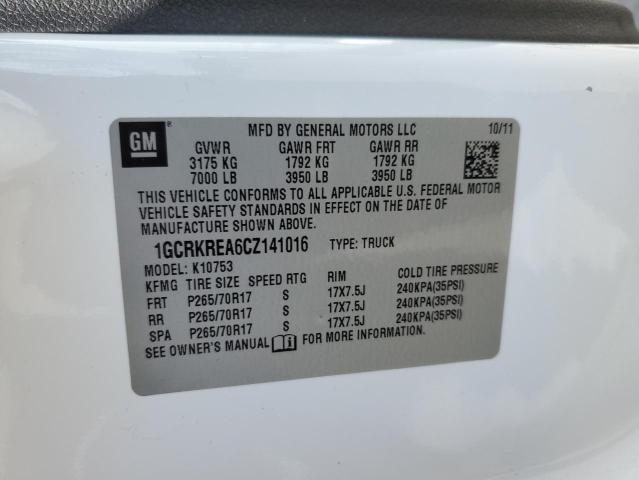 GM ®
MFD BY GENERAL MOTORS LLC 10/11
GVWR GAWR FRT GAWR RR
3175 KG 1792 KG 1792 KG
7000 LB 3950 LB 3950 LB
THIS VEHICLE CONFORMS TO ALL APPLICABLE U.S. FEDERAL MOTOR
VEHICLE SAFETY STANDARDS IN EFFECT ON THE DATE OF
MANUFACTURE SHOWN ABOVE.
1GCRKREA6CZ141016 TYPE: TRUCK
MODEL: K10753
KFMG TIRE SIZE SPEED RTG RIM COLD TIRE PRESSURE
FRT P265/70R17 S 17X7.5J 240KPA(35PSI)
RR P265/70R17 S 17X7.5J 240KPA(35PSI)
SPA P265/70R17 S 17X7.5J 240KPA(35PSI)
SEE OWNER'S MANUAL FOR MORE INFORMATION.